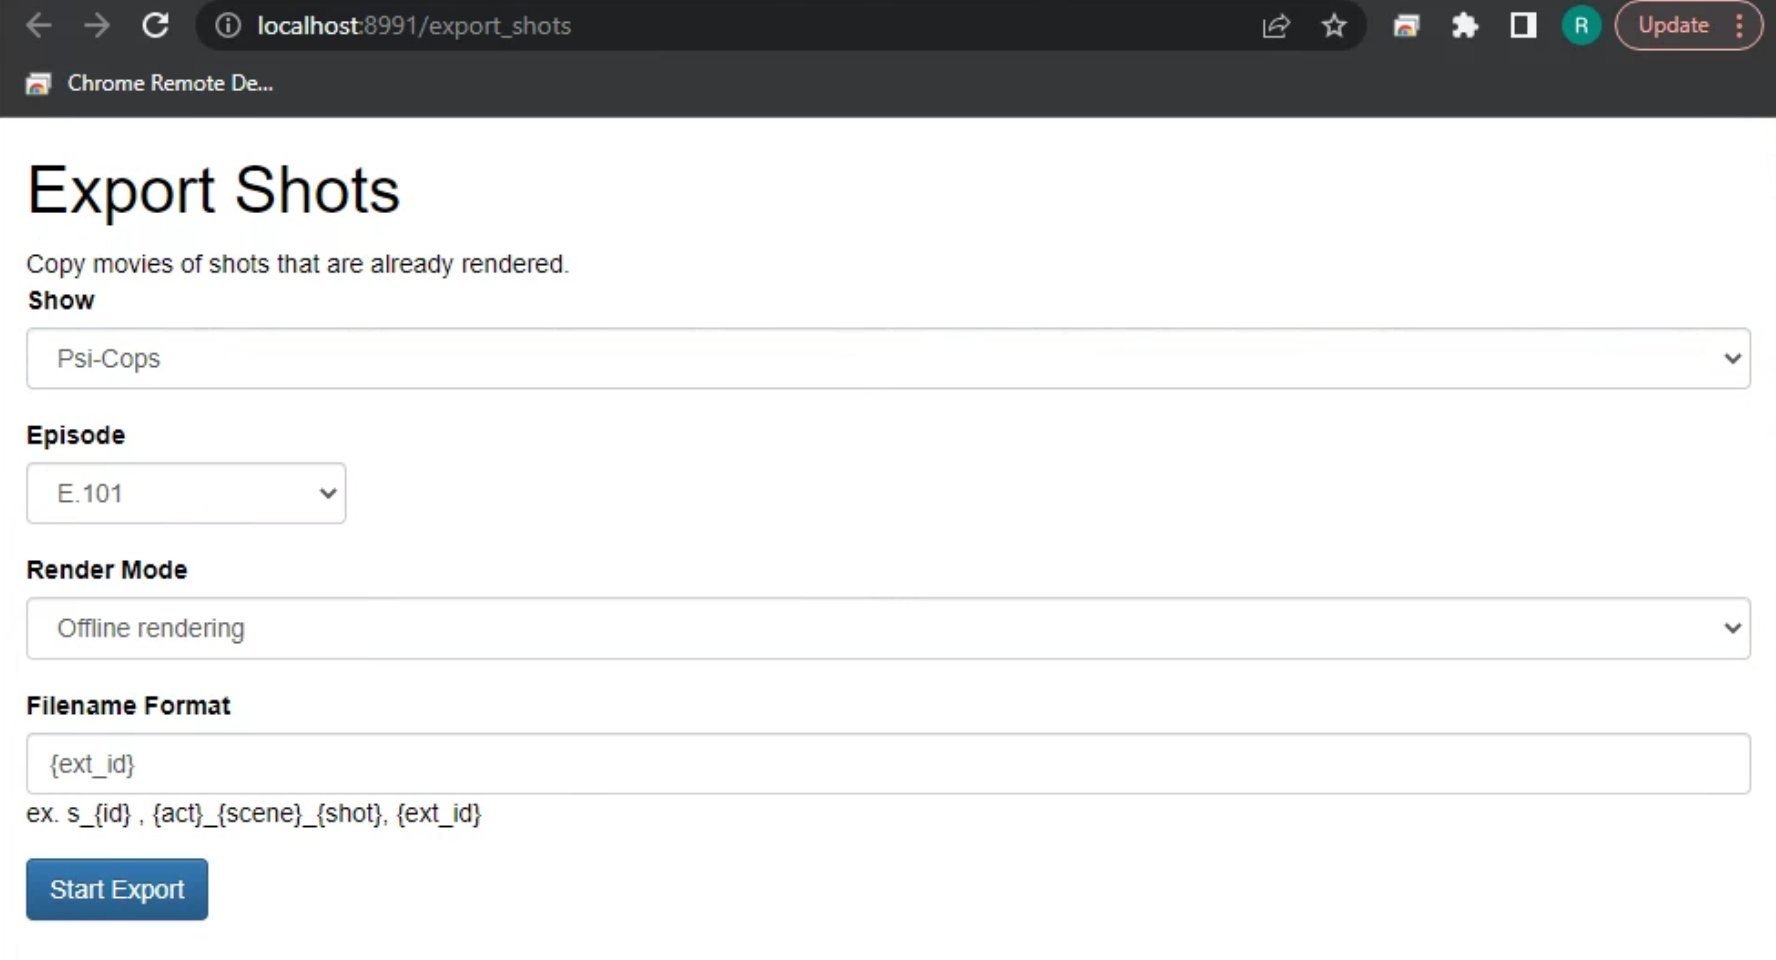 localhost:8991/export_shots
R
Update
Chrome Remote De...
Export Shots
Copy movies of shots that are already rendered.
Show
Psi-Cops
Episode
E.101
Render Mode
Offline rendering
Filename Format
{ext_id}
ex. s_{id} , {act}_{scene}_{shot}, {ext_id}
Start Export